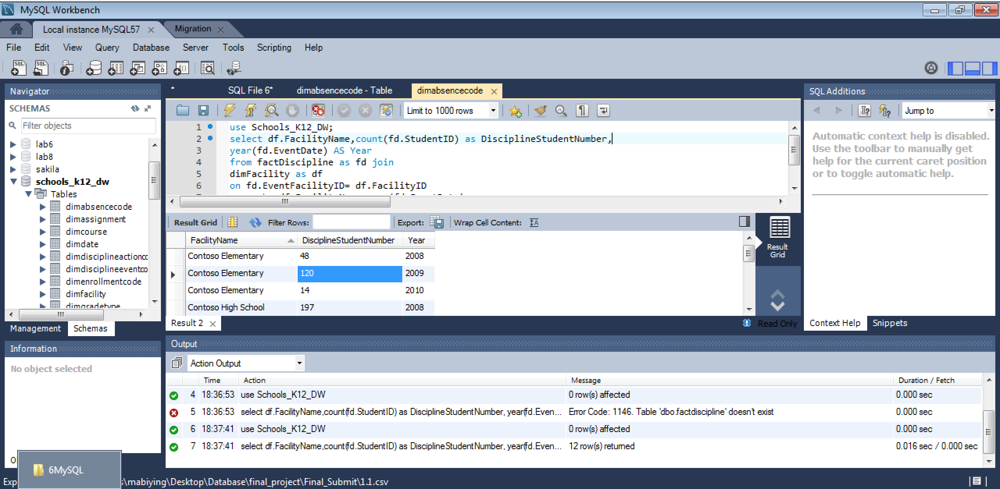 MySQL Workbench
Local instance MySQL57
Migration
File Edit View Query Database Server Tools Scripting Help
Navigator
SCHEMAS
Filter objects
lab6
lab8
sakila
schools_k12_dw
Tables
dimabsencecode
dimassignment
dimcourse
dimdate
dimdisciplineactionco
dimdisciplineeventco
dimenrollmentcode
dimfacility
dimgradetype
Management Schemas
Information
No object selected
* SQL File 6* dimabsencecode - Table dimabsencecode
Limit to 1000 rows
1 use Schools_K12_DW;
2 select df.FacilityName,count(fd.StudentID) as DisciplineStudentNumber,
3 year(fd.EventDate) AS Year
4 from factDiscipline as fd join
5 dimFacility as df
6 on fd.EventFacilityID= df.FacilityID
Result Grid Filter Rows: Export: Wrap Cell Content:
FacilityName DisciplineStudentNumber Year
Contoso Elementary 48 2008
Contoso Elementary 120 2009
Contoso Elementary 14 2010
Contoso High School 197 2008
Result Grid
Result 2
Read Only
SQL Additions
Jump to
Automatic context help is disabled.
Use the toolbar to manually get
help for the current caret position
or to toggle automatic help.
Context Help Snippets
Output
Action Output
Time Action Message Duration / Fetch
4 18:36:53 use Schools_K12_DW 0 row(s) affected 0.000 sec
5 18:36:53 select df.FacilityName,count(fd.StudentID) as DisciplineStudentNumber, year(fd.Even... Error Code: 1146. Table 'dbo.factdiscipline' doesn't exist 0.000 sec
6 18:37:41 use Schools_K12_DW 0 row(s) affected 0.000 sec
7 18:37:41 select df.FacilityName,count(fd.StudentID) as DisciplineStudentNumber, year(fd.Even... 12 row(s) returned 0.016 sec / 0.000 sec
6MySQL
Exp s\mabiying\Desktop\Database\final_project\Final_Submit\1.1.csv